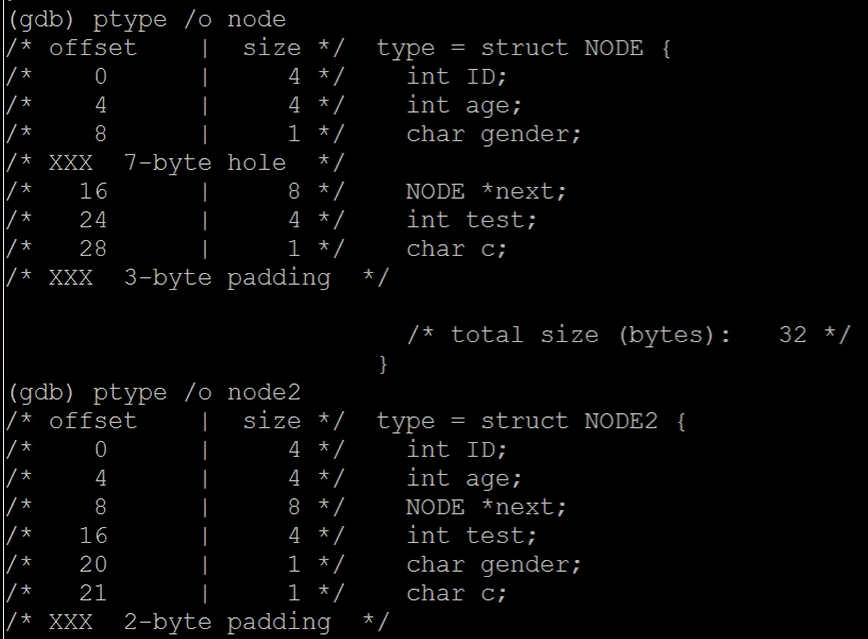 (gdb) ptype /o node
/* offset    |  size */  type = struct NODE {
/*    0      |     4 */    int ID;
/*    4      |     4 */    int age;
/*    8      |     1 */    char gender;
/* XXX  7-byte hole  */
/*   16      |     8 */    NODE *next;
/*   24      |     4 */    int test;
/*   28      |     1 */    char c;
/* XXX  3-byte padding  */
/* total size (bytes):   32 */
}
(gdb) ptype /o node2
/* offset    |  size */  type = struct NODE2 {
/*    0      |     4 */    int ID;
/*    4      |     4 */    int age;
/*    8      |     8 */    NODE *next;
/*   16      |     4 */    int test;
/*   20      |     1 */    char gender;
/*   21      |     1 */    char c;
/* XXX  2-byte padding  */